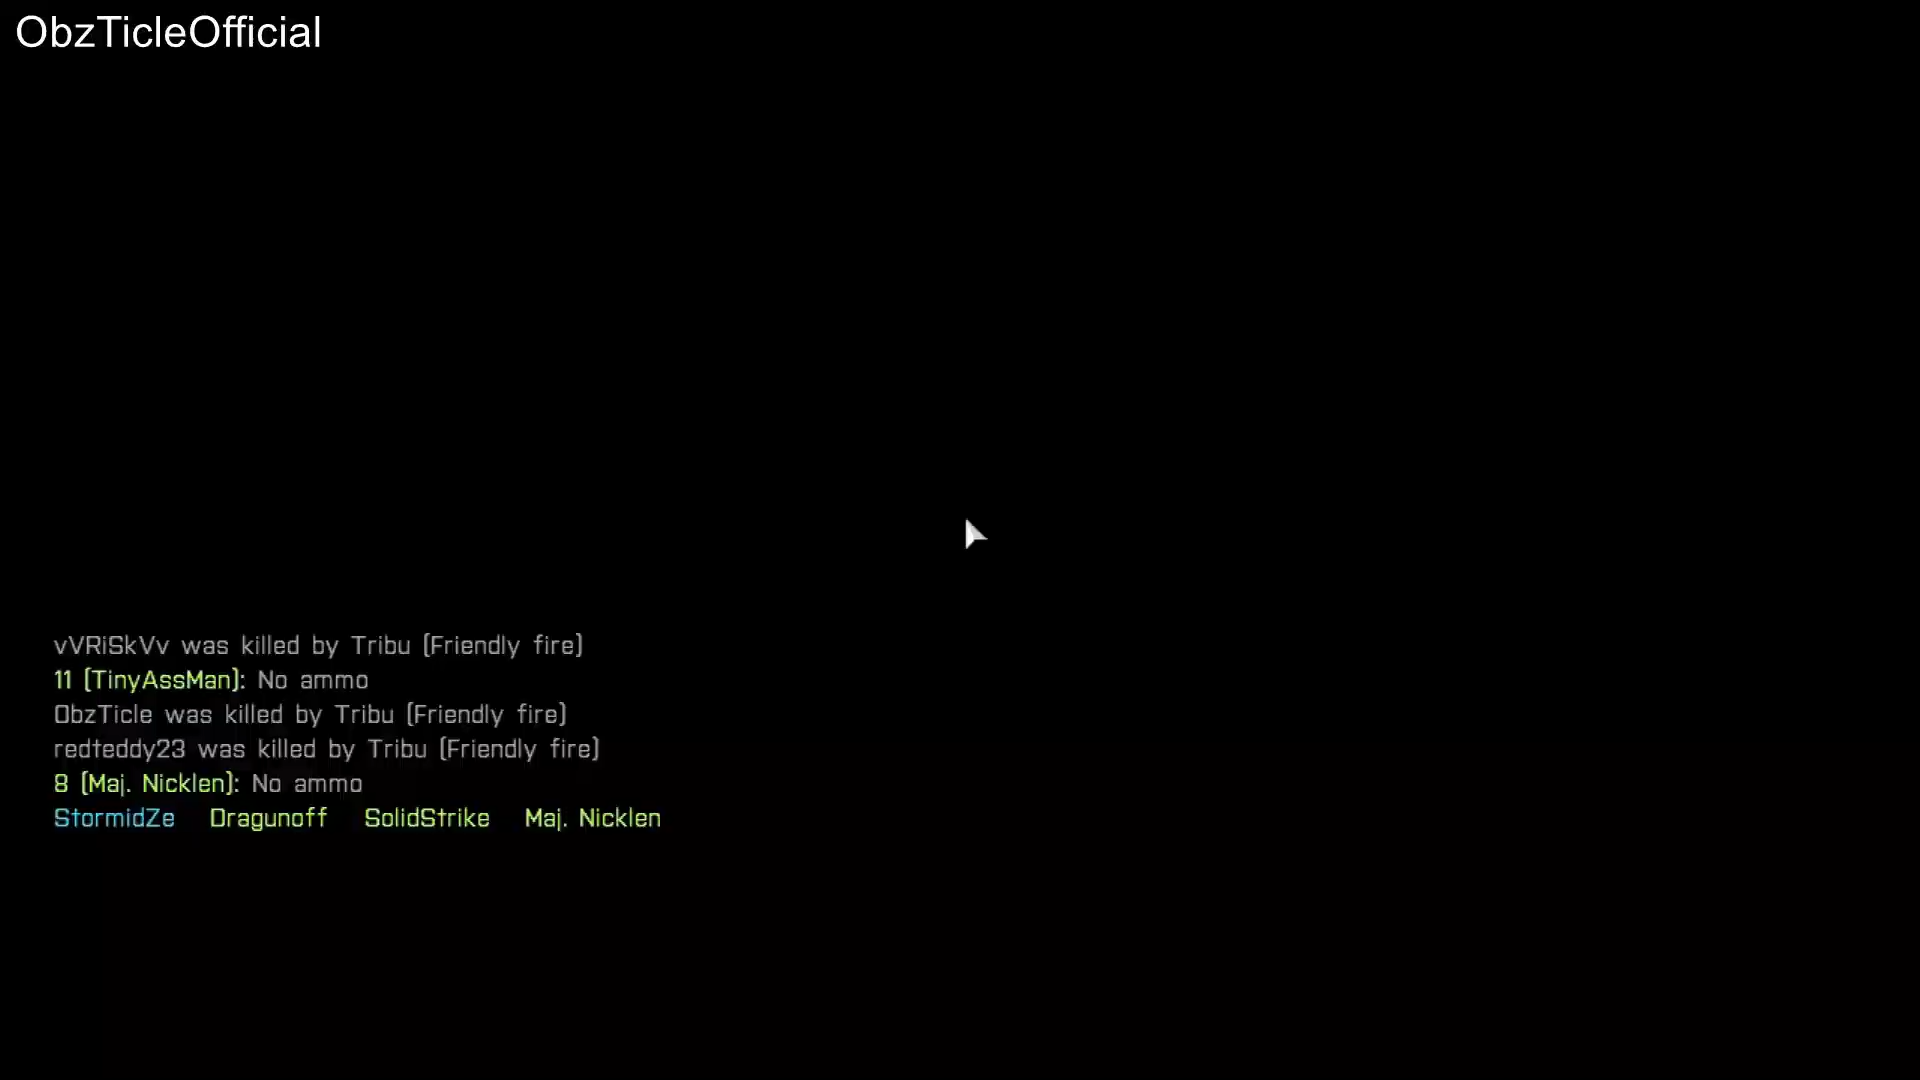 ObzTicleOfficial
vVRiSkVv was killed by Tribu (Friendly fire)
11 (TinyAssMan): No ammo
ObzTicle was killed by Tribu (Friendly fire)
redteddy23 was killed by Tribu (Friendly fire)
8 (Maj. Nicklen): No ammo
StormidZe Dragunoff SolidStrike Maj. Nicklen